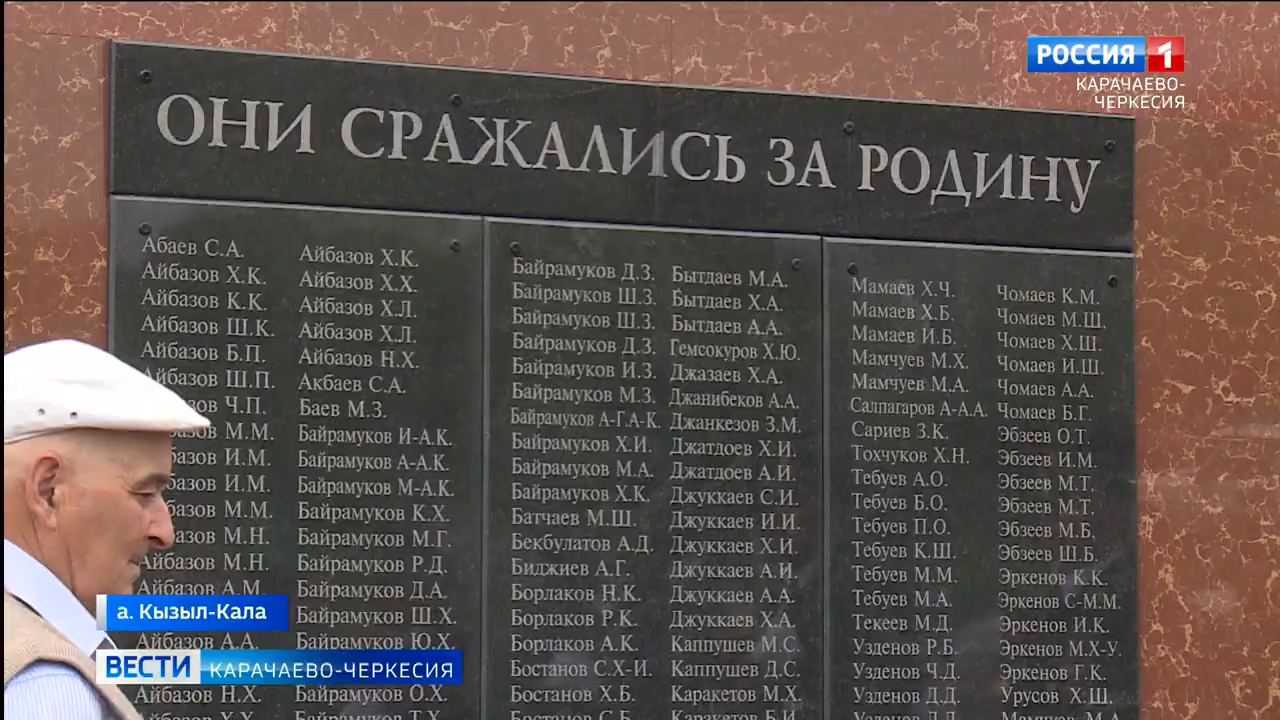 РОССИЯ 1
КАРАЧАЕВО-
ЧЕРКЕСИЯ
ОНИ СРАЖАЛИСЬ ЗА РОДИНУ
Абаев С.А.
Айбазов Х.К.
Айбазов К.К.
Айбазов Ш.К.
Айбазов Б.П.
Айбазов Ш.П.
Ч.П.
М.М.
И.М.
И.М.
М.М.
М.Н.
Айбазов М.Н.
Айбазов А.М.
Айбазов А.А.
Айбазов Н.Х.
Айбазов Х.К.
Айбазов Х.Х.
Айбазов Х.Л.
Айбазов Х.Л.
Айбазов Н.Х.
Акбаев С.А.
Баев М.З.
Байрамуков И-А.К.
Байрамуков А-А.К.
Байрамуков М-А.К.
Байрамуков К.Х.
Байрамуков М.Г.
Байрамуков Р.Д.
Байрамуков Д.А.
Байрамуков Ш.Х.
Байрамуков Ю.Х.
Байрамуков О.Х.
Байрамуков Д.З.
Байрамуков Ш.З.
Байрамуков Ш.З.
Байрамуков Д.З.
Байрамуков И.З.
Байрамуков М.З.
Байрамуков А-Г.А-К.
Байрамуков Х.И.
Байрамуков М.А.
Байрамуков Х.К.
Батчаев М.Ш.
Бекбулатов А.Д.
Биджиев А.Г.
Борлаков Н.К.
Борлаков Р.К.
Борлаков А.К.
Бостанов С.Х-И.
Бостанов Х.Б.
Бытдаев М.А.
Бытдаев Х.А.
Бытдаев А.А.
Гемсокуров Х.Ю.
Джазаев Х.А.
Джанибеков А.А.
Джанкезов З.М.
Джатдоев Х.И.
Джатдоев А.И.
Джуккаев С.И.
Джуккаев И.И.
Джуккаев Х.И.
Джуккаев А.И.
Джуккаев А.А.
Джуккаев Х.А.
Каппушев М.С.
Каппушев Д.С.
Каракетов М.Х.
Каракетов Б.И.
Мамаев Х.Ч.
Мамаев Х.Б.
Мамаев И.Б.
Мамчуев М.Х.
Мамчуев М.А.
Салпагаров А-А.А.
Сариев З.К.
Тохчуков Х.Н.
Тебуев А.О.
Тебуев Б.О.
Тебуев П.О.
Тебуев К.Ш.
Тебуев М.М.
Тебуев М.А.
Текеев М.Д.
Узденов Р.Б.
Узденов Ч.Д.
Узденов Д.Д.
Чомаев К.М.
Чомаев М.Ш.
Чомаев Х.Ш.
Чомаев И.Ш.
Чомаев А.А.
Чомаев Б.Г.
Эбзеев О.Т.
Эбзеев И.М.
Эбзеев М.Т.
Эбзеев М.Т.
Эбзеев М.Б.
Эбзеев Ш.Б.
Эркенов К.К.
Эркенов С-М.М.
Эркенов И.К.
Эркенов М.Х-У.
Эркенов Г.К.
Урусов Х.Ш.
а. Кызыл-Кала
ВЕСТИ КАРАЧАЕВО-ЧЕРКЕСИЯ